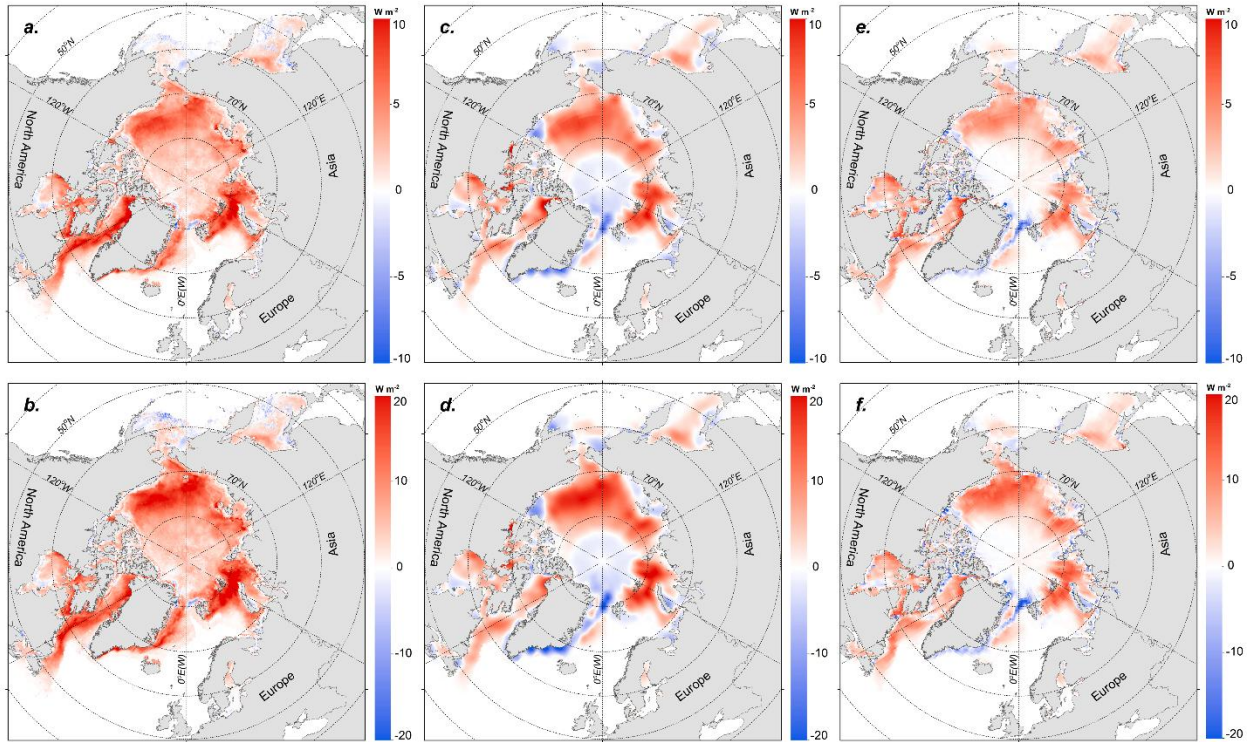 a.
W m⁻²
10
5
0
-5
-10
50°N
120°W
70°N
120°E
North America
Asia
0°E(W)
Europe
c.
W m⁻²
10
5
0
-5
-10
50°N
120°W
70°N
120°E
North America
Asia
0°E(W)
Europe
e.
W m⁻²
10
5
0
-5
-10
50°N
120°W
70°N
120°E
North America
Asia
0°E(W)
Europe
b.
W m⁻²
20
10
0
-10
-20
50°N
120°W
70°N
120°E
North America
Asia
0°E(W)
Europe
d.
W m⁻²
20
10
0
-10
-20
50°N
120°W
70°N
120°E
North America
Asia
0°E(W)
Europe
f.
W m⁻²
20
10
0
-10
-20
50°N
120°W
70°N
120°E
North America
Asia
0°E(W)
Europe